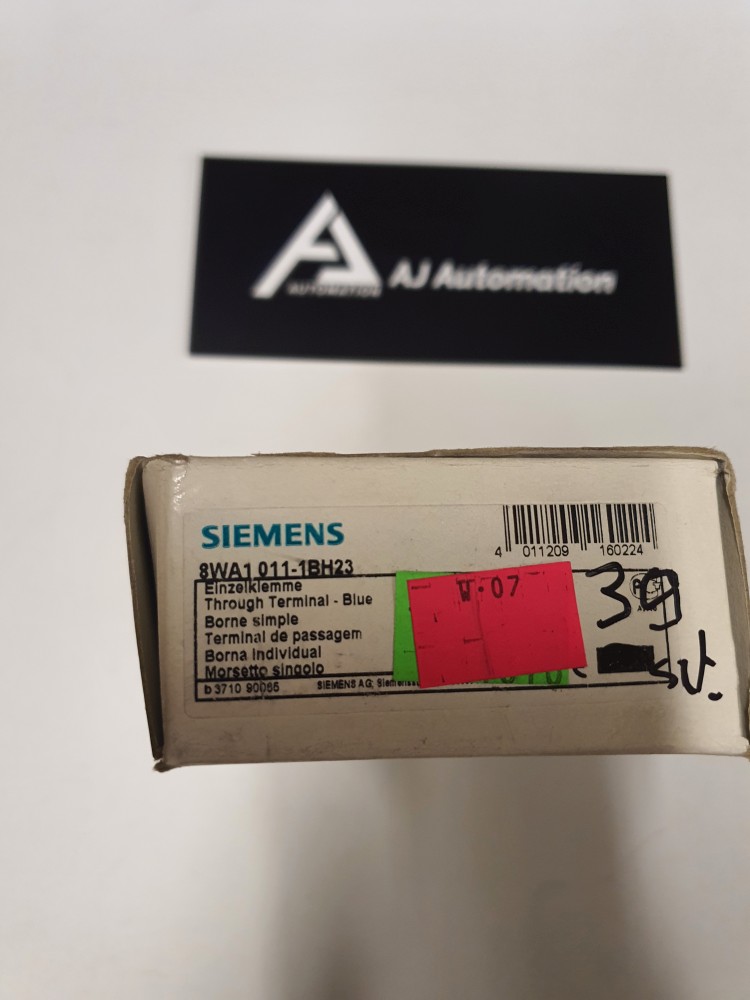 AUTOMATION
AJ Automation
SIEMENS
8WA1 011-1BH23
4 011209 160224
Einzelklemme
Through Terminal - Blue
Borne simple
Terminal de passagem
Borna individual
Morsetto singolo
b 3710 90065
SIEMENS AG
W·07
39